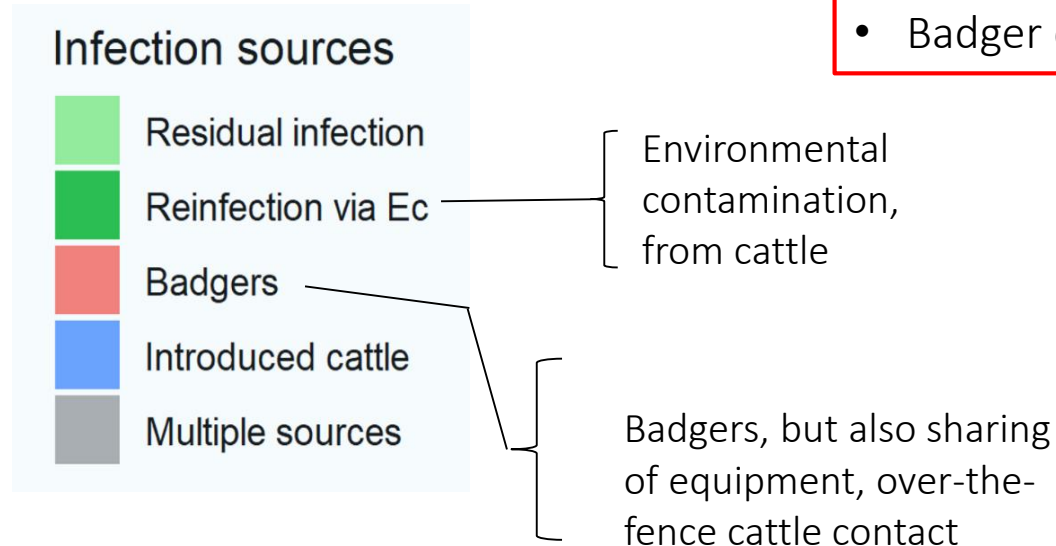 Infection sources
Residual infection
Reinfection via Ec
Badgers
Introduced cattle
Multiple sources
• Badger
Environmental
contamination,
from cattle
Badgers, but also sharing
of equipment, over-the-
fence cattle contact